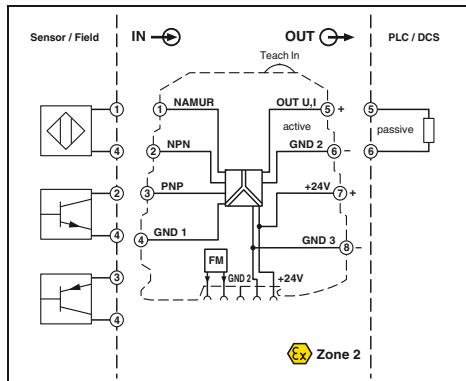 Sensor / Field
IN
OUT
PLC / DCS
Teach In
1
4
2
4
3
4
1
NAMUR
2
NPN
3
PNP
4
GND 1
OUT U,I
5
+
active
GND 2
6
–
+24V
7
+
GND 3
8
–
FM
GND 2
+24V
5
passive
6
Ex
Zone 2